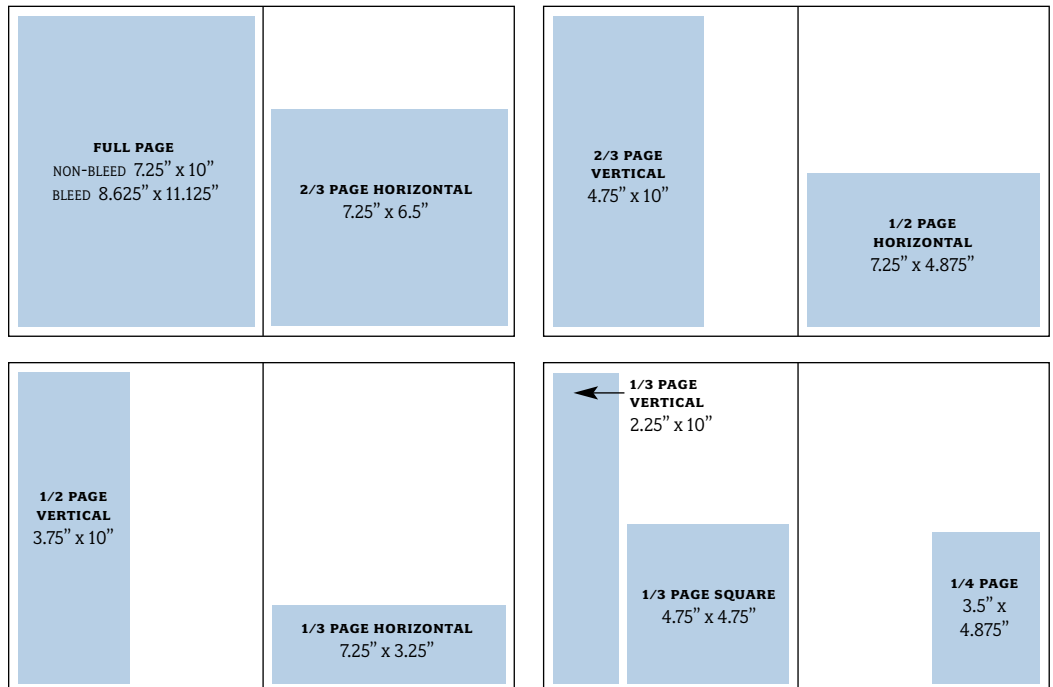 FULL PAGE
NON-BLEED 7.25” x 10”
BLEED 8.625” x 11.125”
2/3 PAGE HORIZONTAL
7.25” x 6.5”
2/3 PAGE
VERTICAL
4.75” x 10”
1/2 PAGE
HORIZONTAL
7.25” x 4.875”
1/2 PAGE
VERTICAL
3.75” x 10”
1/3 PAGE HORIZONTAL
7.25” x 3.25”
1/3 PAGE
VERTICAL
2.25” x 10”
1/3 PAGE SQUARE
4.75” x 4.75”
1/4 PAGE
3.5” x
4.875”